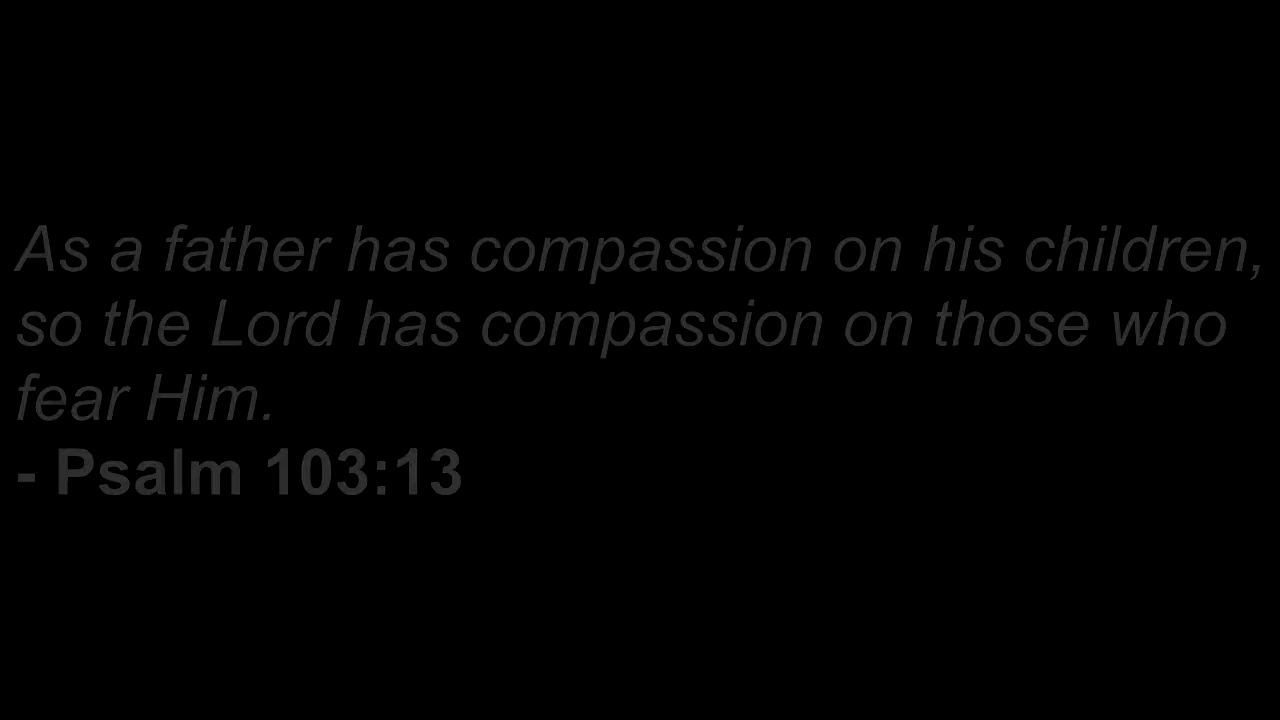 As a father has compassion on his children,
so the Lord has compassion on those who
fear Him.
- Psalm 103:13